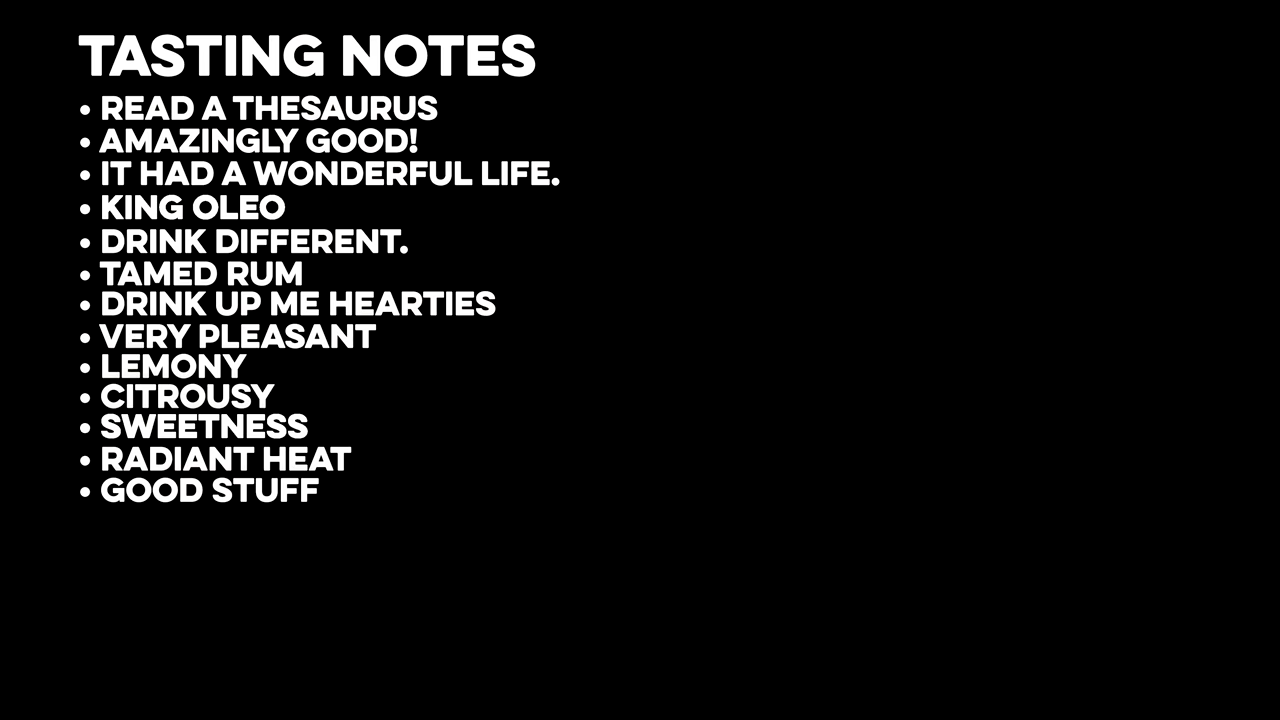 TASTING NOTES
• READ A THESAURUS
• AMAZINGLY GOOD!
• IT HAD A WONDERFUL LIFE.
• KING OLEO
• DRINK DIFFERENT.
• TAMED RUM
• DRINK UP ME HEARTIES
• VERY PLEASANT
• LEMONY
• CITROUSY
• SWEETNESS
• RADIANT HEAT
• GOOD STUFF